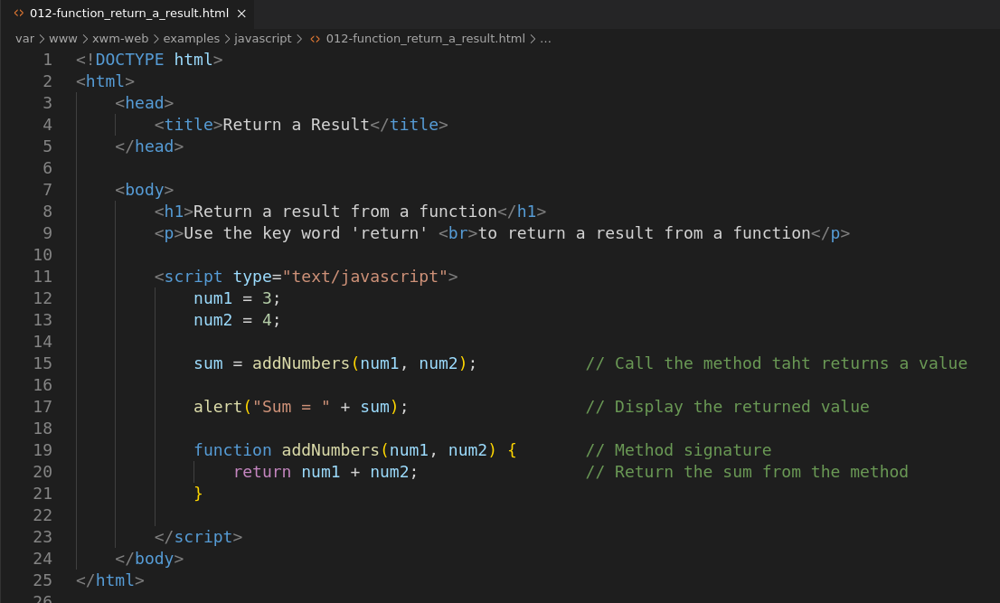 012-function_return_a_result.html
var > www > xwm-web > examples > javascript > 012-function_return_a_result.html > ...
1 <!DOCTYPE html>
2 <html>
3     <head>
4         <title>Return a Result</title>
5     </head>
6
7     <body>
8         <h1>Return a result from a function</h1>
9         <p>Use the key word 'return' <br>to return a result from a function</p>
10
11         <script type="text/javascript">
12             num1 = 3;
13             num2 = 4;
14
15             sum = addNumbers(num1, num2);           // Call the method taht returns a value
16
17             alert("Sum = " + sum);                  // Display the returned value
18
19             function addNumbers(num1, num2) {       // Method signature
20                 return num1 + num2;                 // Return the sum from the method
21             }
22
23         </script>
24     </body>
25 </html>
26